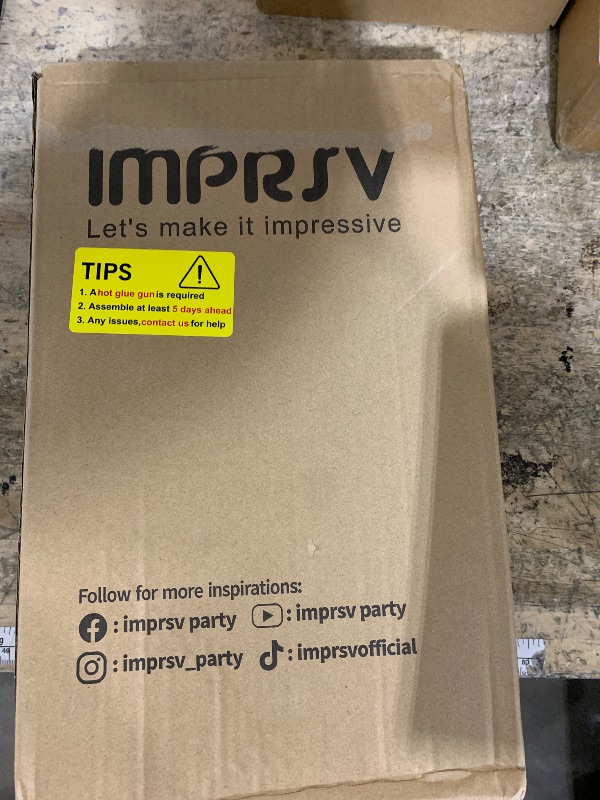 IMPRSV
Let's make it impressive
TIPS
1. A hot glue gun is required
2. Assemble at least 5 days ahead
3. Any issues,contact us for help
Follow for more inspirations:
: imprsv party : imprsv party
: imprsv_party : imprsvofficial
80